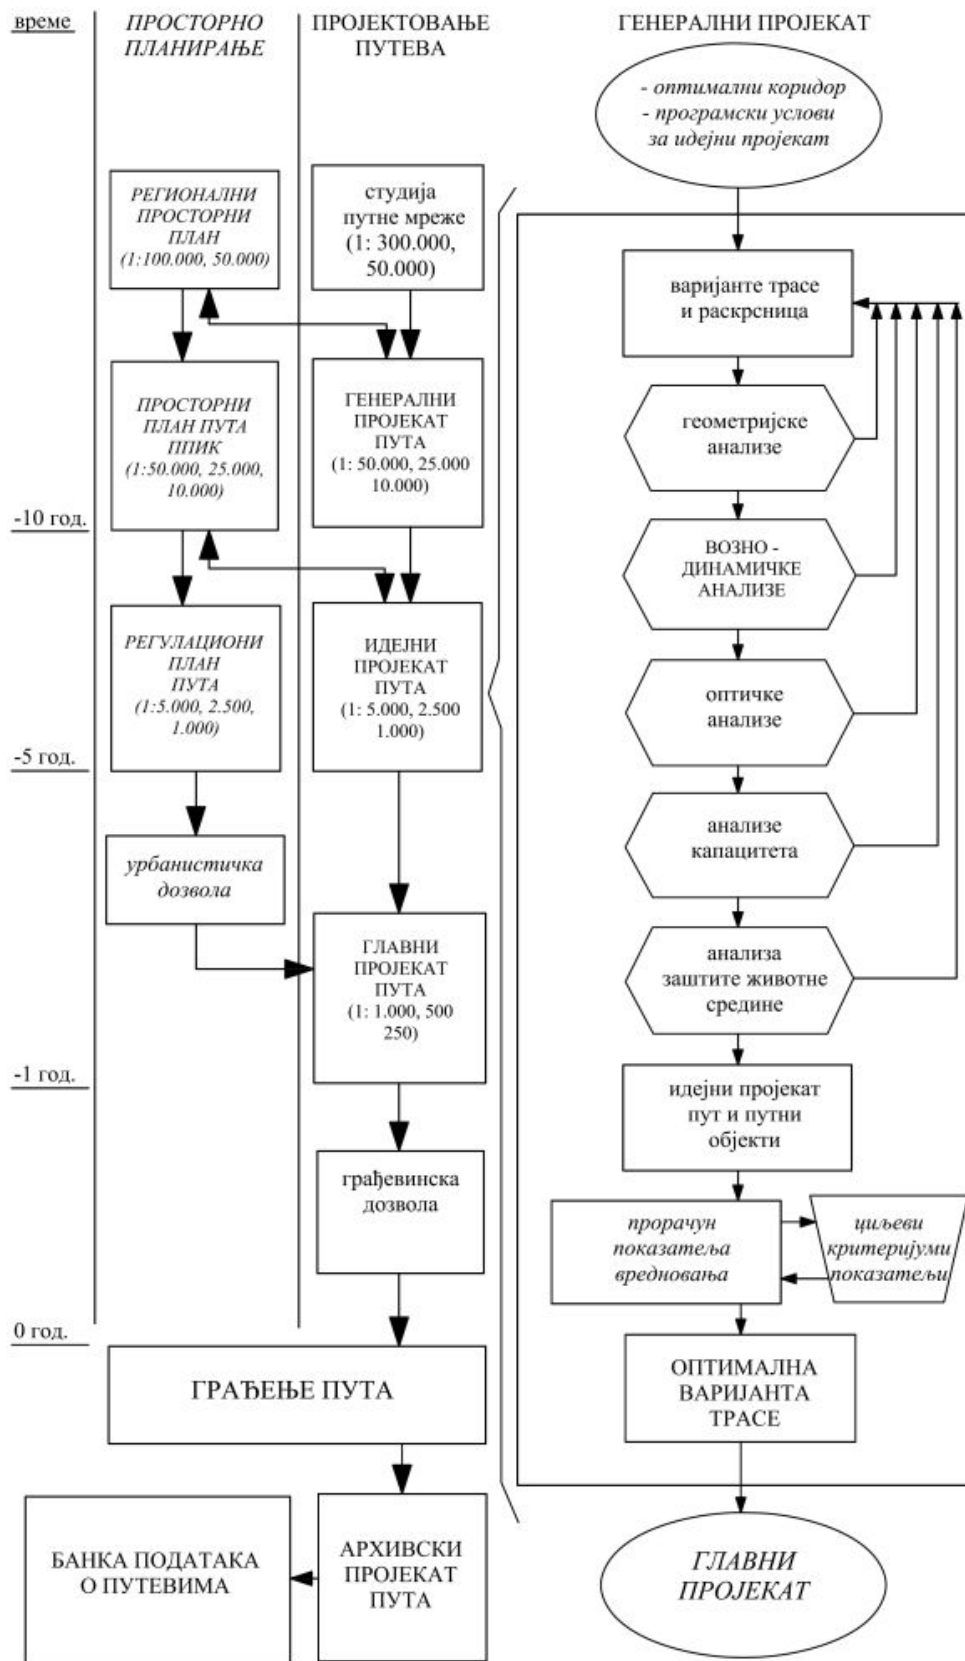 време
ПРОСТОРНО
ПЛАНИРАЊЕ
ПРОЈЕКТОВАЊЕ
ПУТЕВА
ГЕНЕРАЛНИ ПРОЈЕКАТ
- оптимални коридор
- програмски услови
за идејни пројекат
РЕГИОНАЛНИ
ПРОСТОРНИ
ПЛАН
(1:100.000, 50.000)
студија
путне мреже
(1: 300.000,
50.000)
варијанте трасе
и раскрсница
ПРОСТОРНИ
ПЛАН ПУТА
ППИК
(1:50.000, 25.000,
10.000)
ГЕНЕРАЛНИ
ПРОЈЕКАТ
ПУТА
(1: 50.000, 25.000
10.000)
геометријске
анализе
-10 год.
ВОЗНО -
ДИНАМИЧКЕ
АНАЛИЗЕ
РЕГУЛАЦИОНИ
ПЛАН
ПУТА
(1:5.000, 2.500,
1.000)
ИДЕЈНИ
ПРОЈЕКАТ
ПУТА
(1: 5.000, 2.500
1.000)
оптичке
анализе
-5 год.
урбанистичка
дозвола
анализе
капацитета
ГЛАВНИ
ПРОЈЕКАТ
ПУТА
(1: 1.000, 500
250)
анализа
заштите животне
средине
-1 год.
идејни пројекат
пут и путни
објекти
грађевинска
дозвола
прорачун
показатеља
вредновања
циљеви
критеријуми
показатељи
0 год.
ГРАЂЕЊЕ ПУТА
ОПТИМАЛНА
ВАРИЈАНТА
ТРАСЕ
БАНКА ПОДАТАКА
О ПУТЕВИМА
АРХИВСКИ
ПРОЈЕКАТ
ПУТА
ГЛАВНИ
ПРОЈЕКАТ